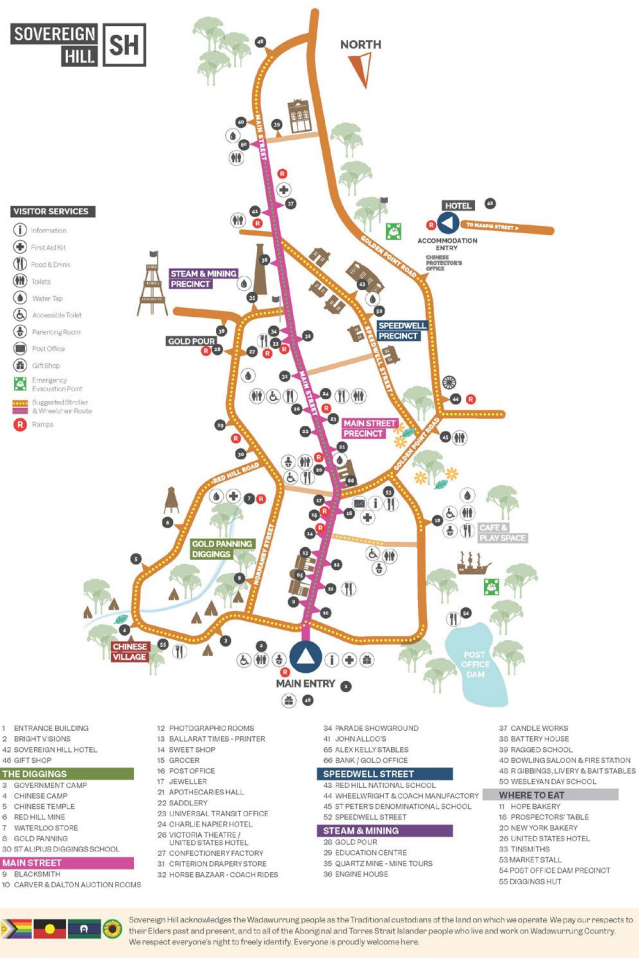 SOVEREIGN
HILL
SH
NORTH
HOTEL 42
R
TO MAGPIE STREET
ACCOMMODATION
ENTRY
CHINESE
PROTECTOR'S
OFFICE
MAIN STREET
GOLDEN POINT ROAD
VISITOR SERVICES
Information
First Aid Kit
Food & Drink
Toilets
Water Tap
Accessible Toilet
Parenting Room
Post Office
Gift Shop
Emergency
Evacuation Point
Suggested Stroller
& Wheelchair Route
R Ramps
STEAM & MINING
PRECINCT
GOLD POUR
SPEEDWELL
PRECINCT
SPEEDWELL STREET
MAIN STREET
MAIN STREET
PRECINCT
GOLDEN POINT ROAD
RED HILL ROAD
GOLD PANNING
DIGGINGS
NORMANBY STREET
CAFE &
PLAY SPACE
CHINESE
VILLAGE
POST
OFFICE
DAM
MAIN ENTRY 1
46
1 ENTRANCE BUILDING
2 BRIGHT VISIONS
42 SOVEREIGN HILL HOTEL
46 GIFT SHOP
THE DIGGINGS
3 GOVERNMENT CAMP
4 CHINESE CAMP
5 CHINESE TEMPLE
6 RED HILL MINE
7 WATERLOO STORE
8 GOLD PANNING
30 ST ALIPIUS DIGGINGS SCHOOL
MAIN STREET
9 BLACKSMITH
10 CARVER & DALTON AUCTION ROOMS
12 PHOTOGRAPHIC ROOMS
13 BALLARAT TIMES - PRINTER
14 SWEET SHOP
15 GROCER
16 POST OFFICE
17 JEWELLER
21 APOTHECARIES HALL
22 SADDLERY
23 UNIVERSAL TRANSIT OFFICE
24 CHARLIE NAPIER HOTEL
26 VICTORIA THEATRE /
UNITED STATES HOTEL
27 CONFECTIONERY FACTORY
31 CRITERION DRAPERY STORE
32 HORSE BAZAAR - COACH RIDES
34 PARADE SHOWGROUND
41 JOHN ALLOO'S
65 ALEX KELLY STABLES
66 BANK / GOLD OFFICE
SPEEDWELL STREET
43 RED HILL NATIONAL SCHOOL
44 WHEELWRIGHT & COACH MANUFACTORY
45 ST PETER'S DENOMINATIONAL SCHOOL
52 SPEEDWELL STREET
STEAM & MINING
28 GOLD POUR
29 EDUCATION CENTRE
35 QUARTZ MINE - MINE TOURS
36 ENGINE HOUSE
37 CANDLE WORKS
38 BATTERY HOUSE
39 RAGGED SCHOOL
40 BOWLING SALOON & FIRE STATION
48 R GIBBINGS, LIVERY & BAIT STABLES
50 WESLEYAN DAY SCHOOL
WHERE TO EAT
11 HOPE BAKERY
18 PROSPECTORS' TABLE
20 NEW YORK BAKERY
26 UNITED STATES HOTEL
33 TINSMITHS
53 MARKET STALL
54 POST OFFICE DAM PRECINCT
55 DIGGINGS HUT
Sovereign Hill acknowledges the Wadawurrung people as the Traditional custodians of the land on which we operate. We pay our respects to
their Elders past and present, and to all of the Aboriginal and Torres Strait Islander people who live and work on Wadawurrung Country.
We respect everyone's right to freely identify. Everyone is proudly welcome here.